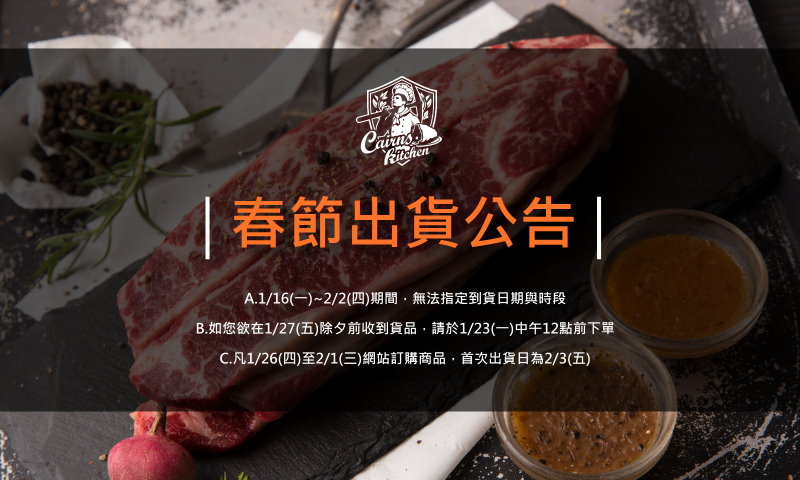 Cairns
Kitchen
春節出貨公告
A.1/16(一)~2/2(四)期間，無法指定到貨日期與時段
B.如您欲在1/27(五)除夕前收到貨品，請於1/23(一)中午12點前下單
C.凡1/26(四)至2/1(三)網站訂購商品，首次出貨日為2/3(五)